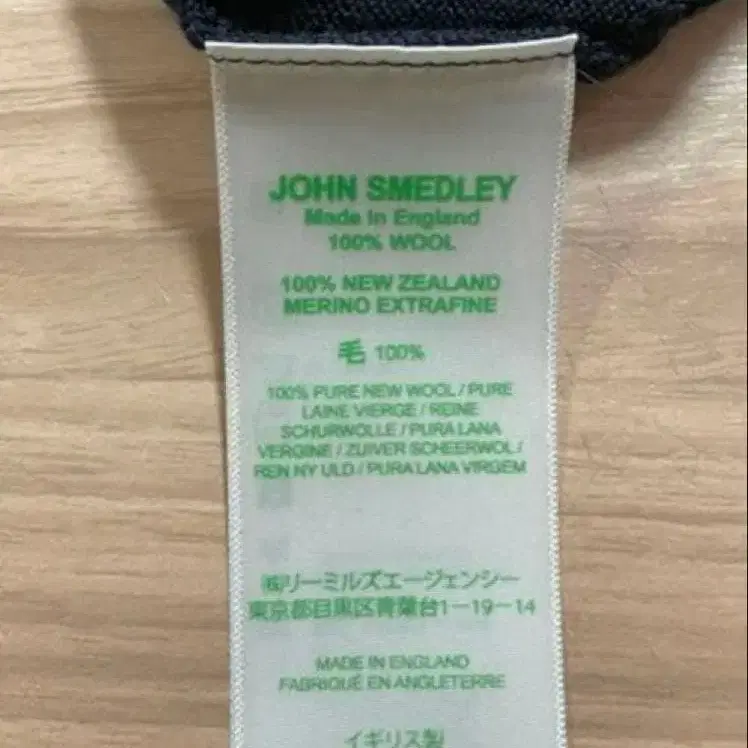 JOHN SMEDLEY
Made in England
100% WOOL
100% NEW ZEALAND
MERINO EXTRAFINE
毛 100%
100% PURE NEW WOOL / PURE
LAINE VIERGE / REINE
SCHURWOLLE / PURA LANA
VERGINE / ZUIVER SCHEERWOL /
REN NY ULD / PURA LANA VIRGEM
㈱リーミルズエージェンシー
東京都目黒区青葉台1-19-14
MADE IN ENGLAND
FABRIQUÉ EN ANGLETERRE
イギリス製